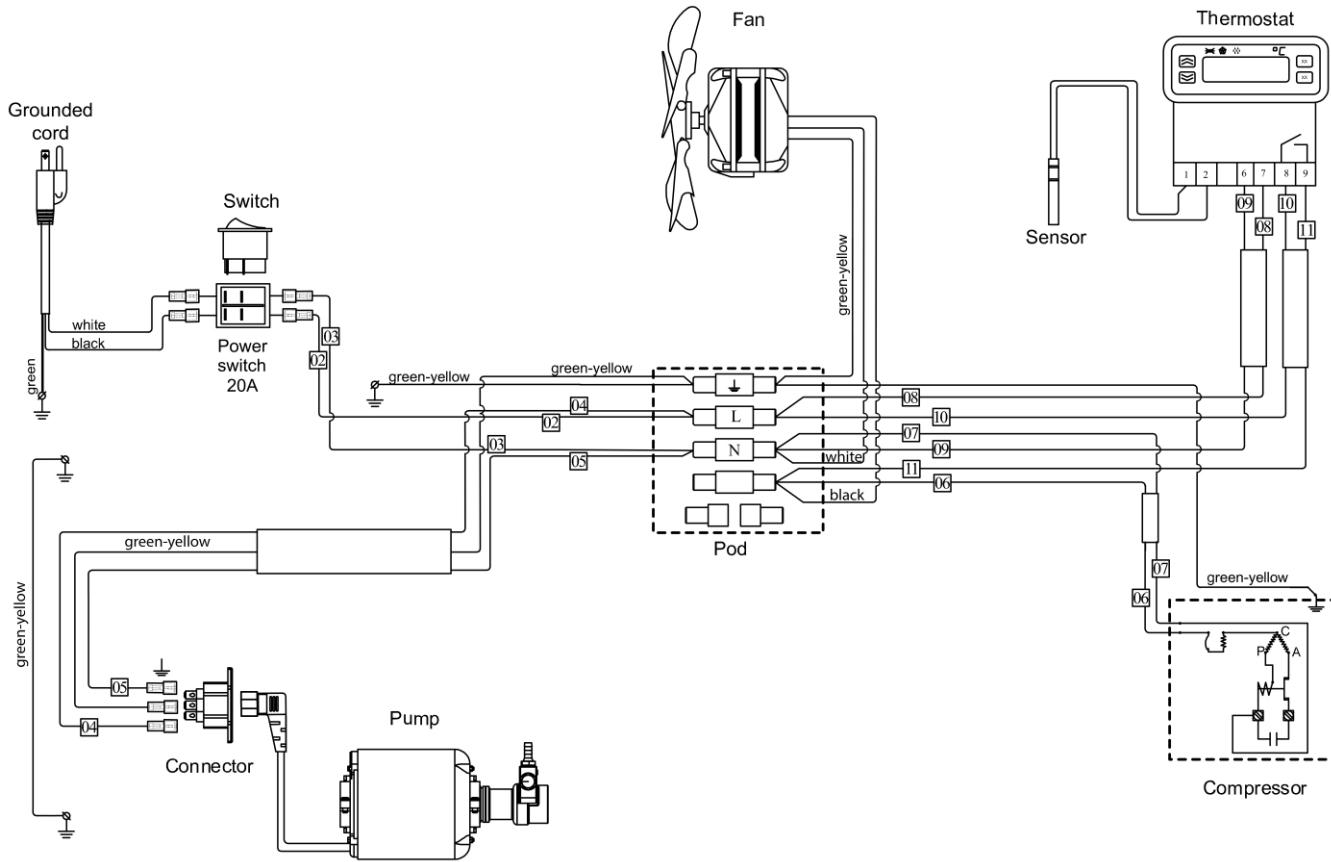 Fan
Thermostat
°C
Grounded
cord
1 2 6 7 8 9
Switch
09
08
10
11
Sensor
green-yellow
white
black
03
02
Power
switch
20A
green
green-yellow
green-yellow
04
02
L
08
10
03
05
N
07
09
white
11
06
black
Pod
green-yellow
green-yellow
07
06
green-yellow
C
P
A
05
04
Connector
Pump
Compressor